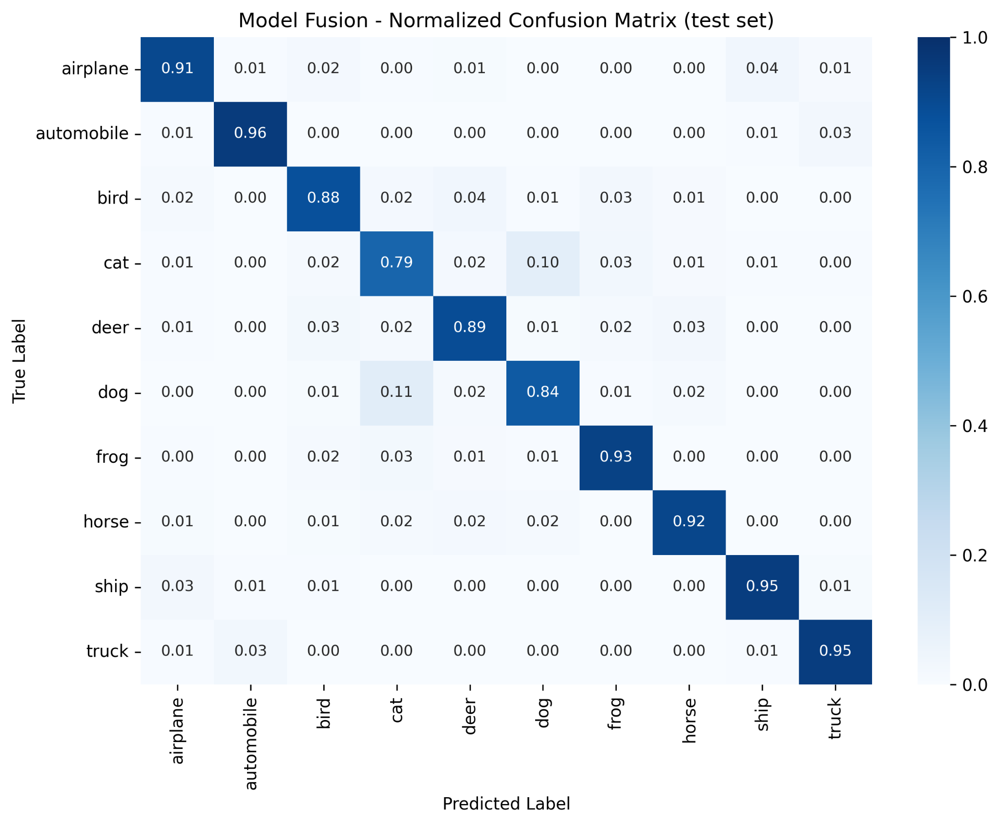 Model Fusion - Normalized Confusion Matrix (test set)
airplane 0.91 0.01 0.02 0.00 0.01 0.00 0.00 0.00 0.04 0.01
automobile 0.01 0.96 0.00 0.00 0.00 0.00 0.00 0.00 0.01 0.03
bird 0.02 0.00 0.88 0.02 0.04 0.01 0.03 0.01 0.00 0.00
cat 0.01 0.00 0.02 0.79 0.02 0.10 0.03 0.01 0.01 0.00
deer 0.01 0.00 0.03 0.02 0.89 0.01 0.02 0.03 0.00 0.00
dog 0.00 0.00 0.01 0.11 0.02 0.84 0.01 0.02 0.00 0.00
frog 0.00 0.00 0.02 0.03 0.01 0.01 0.93 0.00 0.00 0.00
horse 0.01 0.00 0.01 0.02 0.02 0.02 0.00 0.92 0.00 0.00
ship 0.03 0.01 0.01 0.00 0.00 0.00 0.00 0.00 0.95 0.01
truck 0.01 0.03 0.00 0.00 0.00 0.00 0.00 0.00 0.01 0.95
airplane automobile bird cat deer dog frog horse ship truck
Predicted Label
True Label
1.0
0.8
0.6
0.4
0.2
0.0